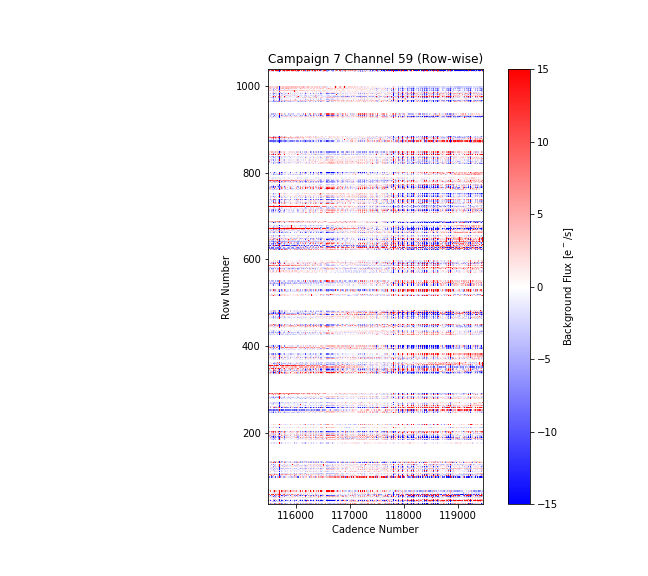 Campaign 7 Channel 59 (Row-wise)
1000
800
600
400
200
Row Number
116000 117000 118000 119000
Cadence Number
15
10
5
0
−5
−10
−15
Background Flux [e⁻/s]